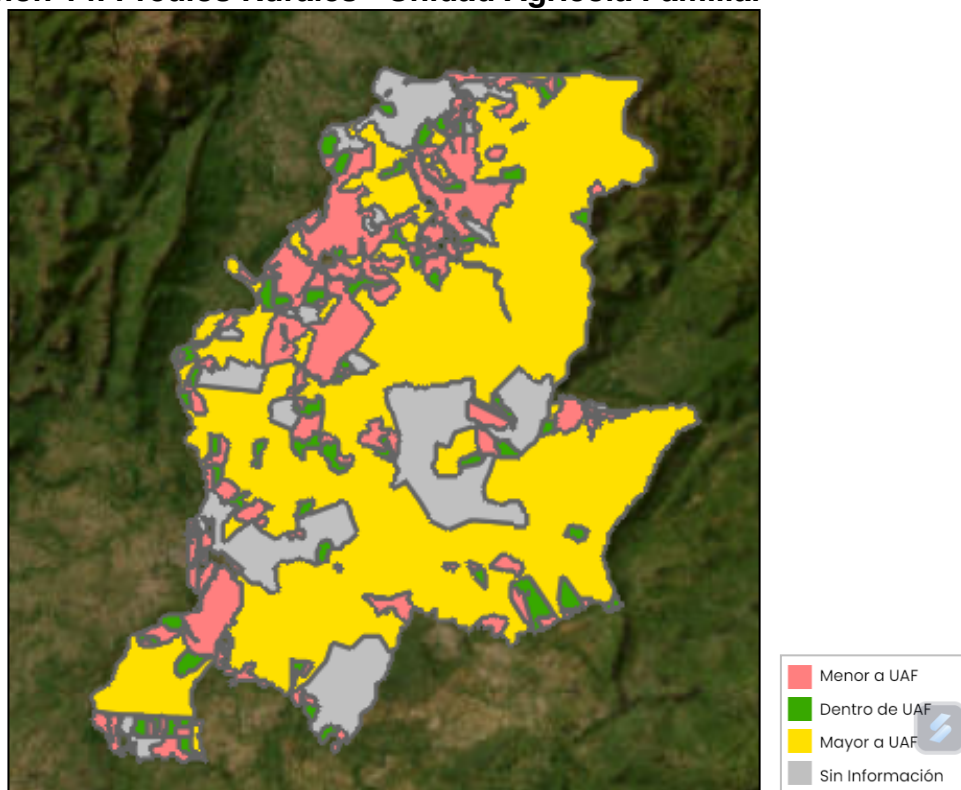 Predios Rurales - Unidad Agrícola Familiar
Menor a UAF
Dentro de UAF
Mayor a UAF
Sin Información